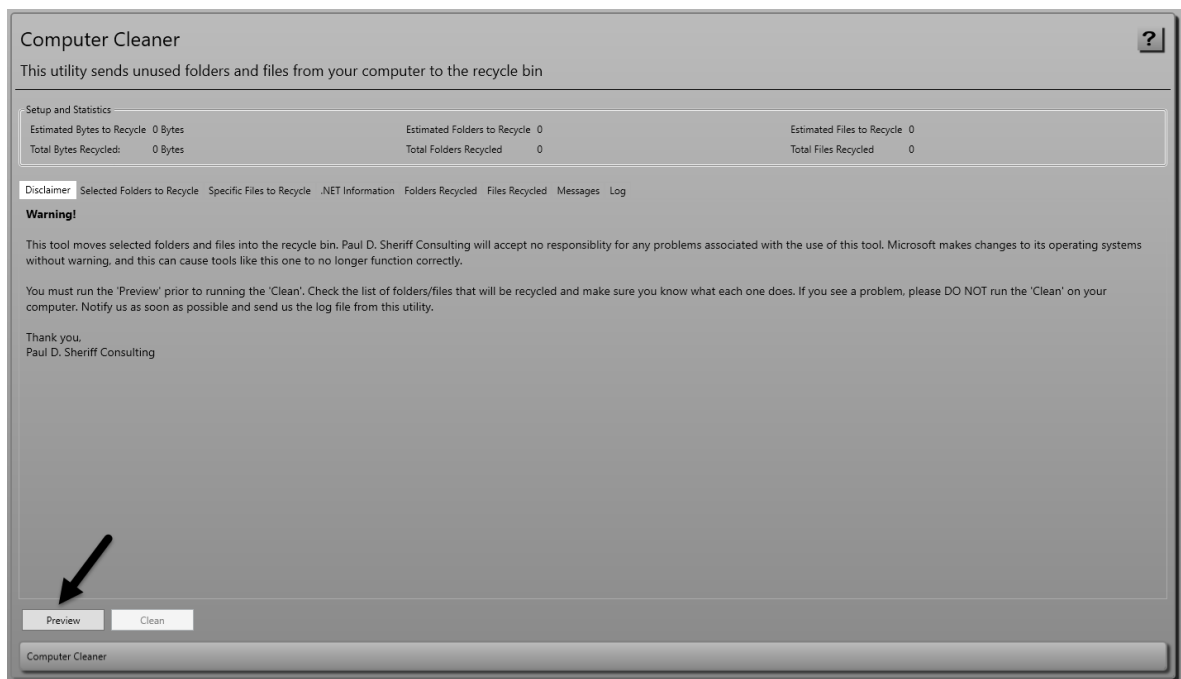 Computer Cleaner
?
This utility sends unused folders and files from your computer to the recycle bin
Setup and Statistics
Estimated Bytes to Recycle 0 Bytes Estimated Folders to Recycle 0 Estimated Files to Recycle 0
Total Bytes Recycled: 0 Bytes Total Folders Recycled 0 Total Files Recycled 0
Disclaimer Selected Folders to Recycle Specific Files to Recycle .NET Information Folders Recycled Files Recycled Messages Log
Warning!
This tool moves selected folders and files into the recycle bin. Paul D. Sheriff Consulting will accept no responsiblity for any problems associated with the use of this tool. Microsoft makes changes to its operating systems
without warning, and this can cause tools like this one to no longer function correctly.
You must run the 'Preview' prior to running the 'Clean'. Check the list of folders/files that will be recycled and make sure you know what each one does. If you see a problem, please DO NOT run the 'Clean' on your
computer. Notify us as soon as possible and send us the log file from this utility.
Thank you,
Paul D. Sheriff Consulting
Preview Clean
Computer Cleaner